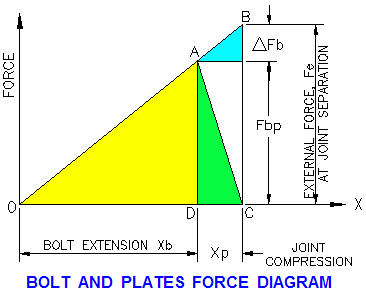 B
A
△Fb
FORCE
Fbp
EXTERNAL FORCE, Fe
AT JOINT SEPARATION
O
D
C
X
BOLT EXTENSION Xb
Xp
JOINT
COMPRESSION
BOLT AND PLATES FORCE DIAGRAM